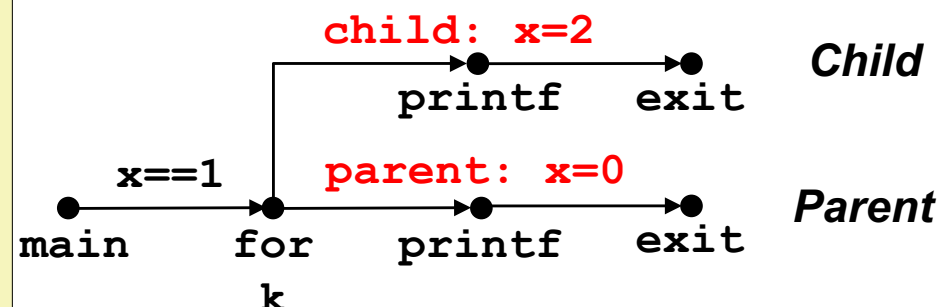 child: x=2
Child
printf exit
x==1 parent: x=0
Parent
main for printf exit
k